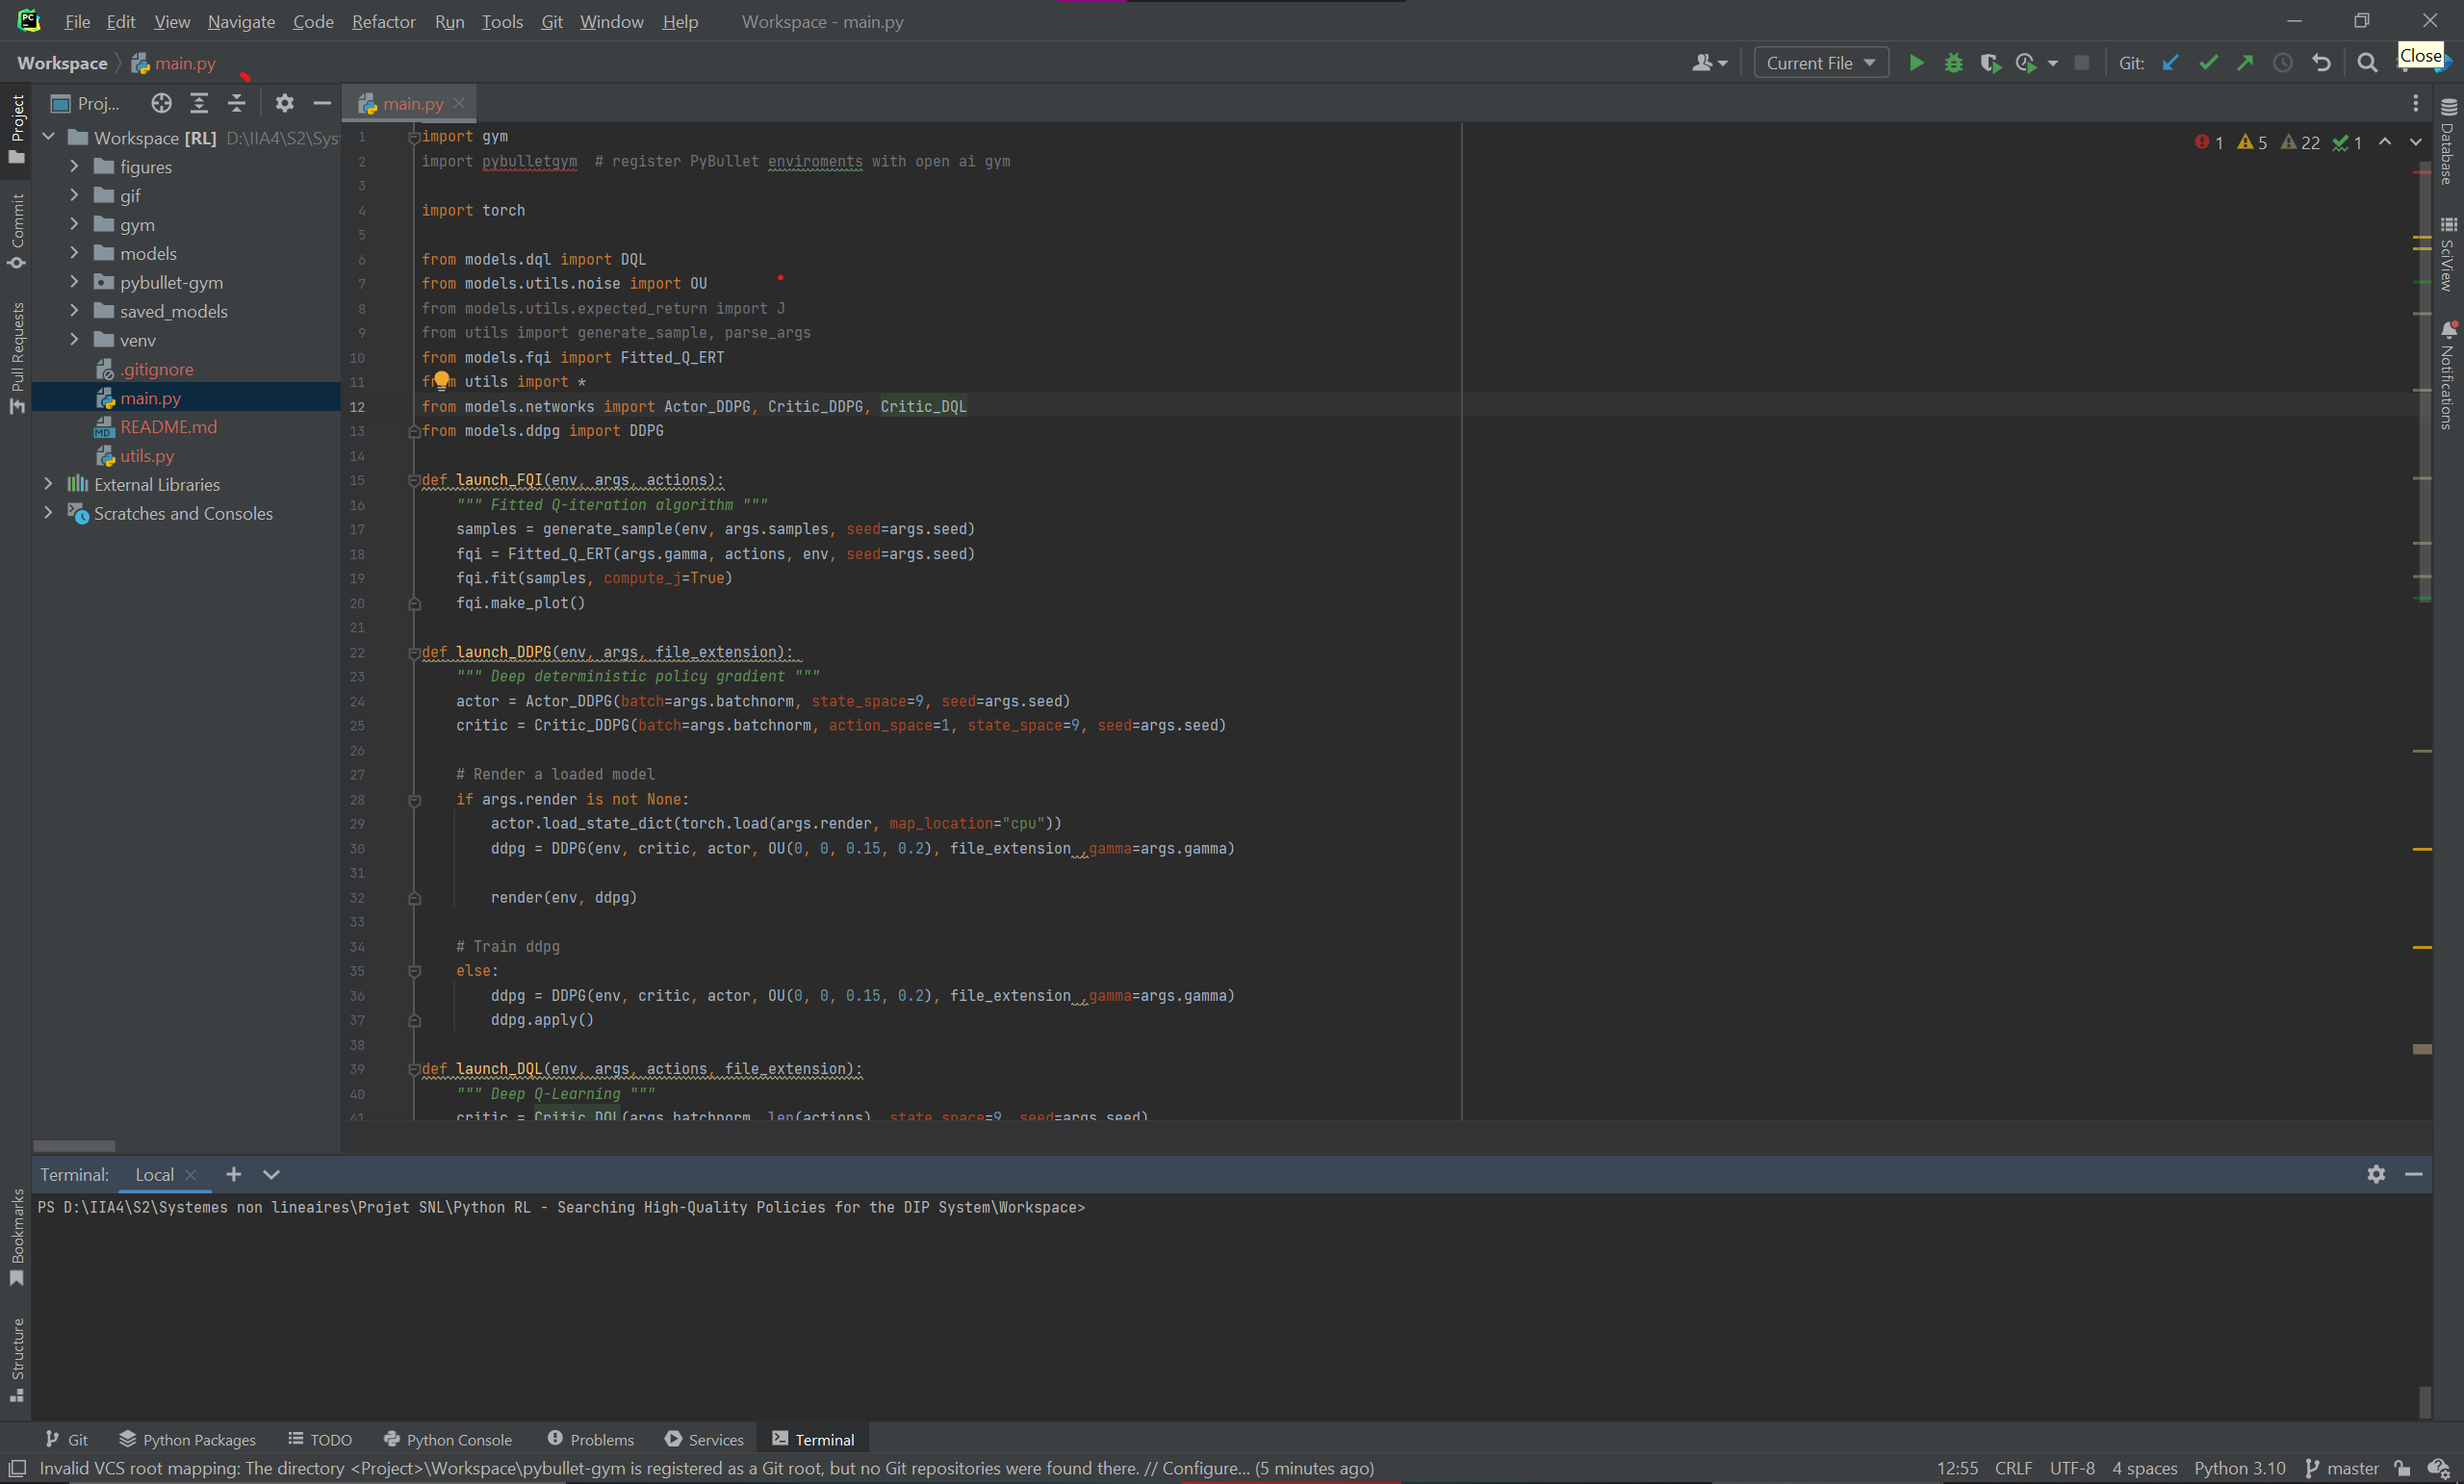 File Edit View Navigate Code Refactor Run Tools Git Window Help Workspace - main.py
Workspace main.py Current File Git: Close
Proj... main.py
Workspace [RL] D:\IIA4\S2\Sys
figures
gif
gym
models
pybullet-gym
saved_models
venv
.gitignore
main.py
README.md
utils.py
External Libraries
Scratches and Consoles
Project
Commit
Pull Requests
Bookmarks
Structure
1 5 22 1
1 import gym
2 import pybulletgym # register PyBullet enviroments with open ai gym
3
4 import torch
5
6 from models.dql import DQL
7 from models.utils.noise import OU
8 from models.utils.expected_return import J
9 from utils import generate_sample, parse_args
10 from models.fqi import Fitted_Q_ERT
11 from utils import *
12 from models.networks import Actor_DDPG, Critic_DDPG, Critic_DQL
13 from models.ddpg import DDPG
14
15 def launch_FQI(env, args, actions):
16 """ Fitted Q-iteration algorithm """
17 samples = generate_sample(env, args.samples, seed=args.seed)
18 fqi = Fitted_Q_ERT(args.gamma, actions, env, seed=args.seed)
19 fqi.fit(samples, compute_j=True)
20 fqi.make_plot()
21
22 def launch_DDPG(env, args, file_extension):
23 """ Deep deterministic policy gradient """
24 actor = Actor_DDPG(batch=args.batchnorm, state_space=9, seed=args.seed)
25 critic = Critic_DDPG(batch=args.batchnorm, action_space=1, state_space=9, seed=args.seed)
26
27 # Render a loaded model
28 if args.render is not None:
29 actor.load_state_dict(torch.load(args.render, map_location="cpu"))
30 ddpg = DDPG(env, critic, actor, OU(0, 0, 0.15, 0.2), file_extension ,gamma=args.gamma)
31
32 render(env, ddpg)
33
34 # Train ddpg
35 else:
36 ddpg = DDPG(env, critic, actor, OU(0, 0, 0.15, 0.2), file_extension ,gamma=args.gamma)
37 ddpg.apply()
38
39 def launch_DQL(env, args, actions, file_extension):
40 """ Deep Q-Learning """
41 critic = Critic_DQL(args.batchnorm, len(actions), state_space=9, seed=args.seed)
Database
SciView
Notifications
Terminal: Local
PS D:\IIA4\S2\Systemes non lineaires\Projet SNL\Python RL - Searching High-Quality Policies for the DIP System\Workspace>
Git Python Packages TODO Python Console Problems Services Terminal
Invalid VCS root mapping: The directory <Project>\Workspace\pybullet-gym is registered as a Git root, but no Git repositories were found there. // Configure... (5 minutes ago) 12:55 CRLF UTF-8 4 spaces Python 3.10 master